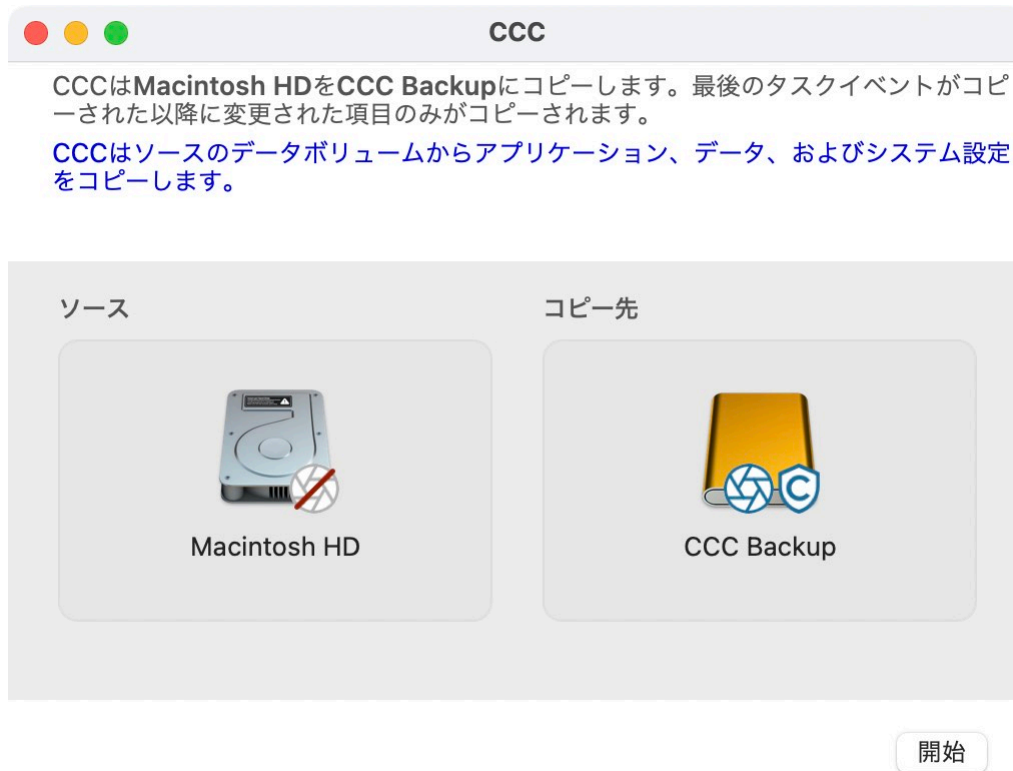 CCC
CCCはMacintosh HDをCCC Backupにコピーします。最後のタスクイベントがコピ
ーされた以降に変更された項目のみがコピーされます。
CCCはソースのデータボリュームからアプリケーション、データ、およびシステム設定
をコピーします。
ソース
コピー先
Macintosh HD
CCC Backup
開始